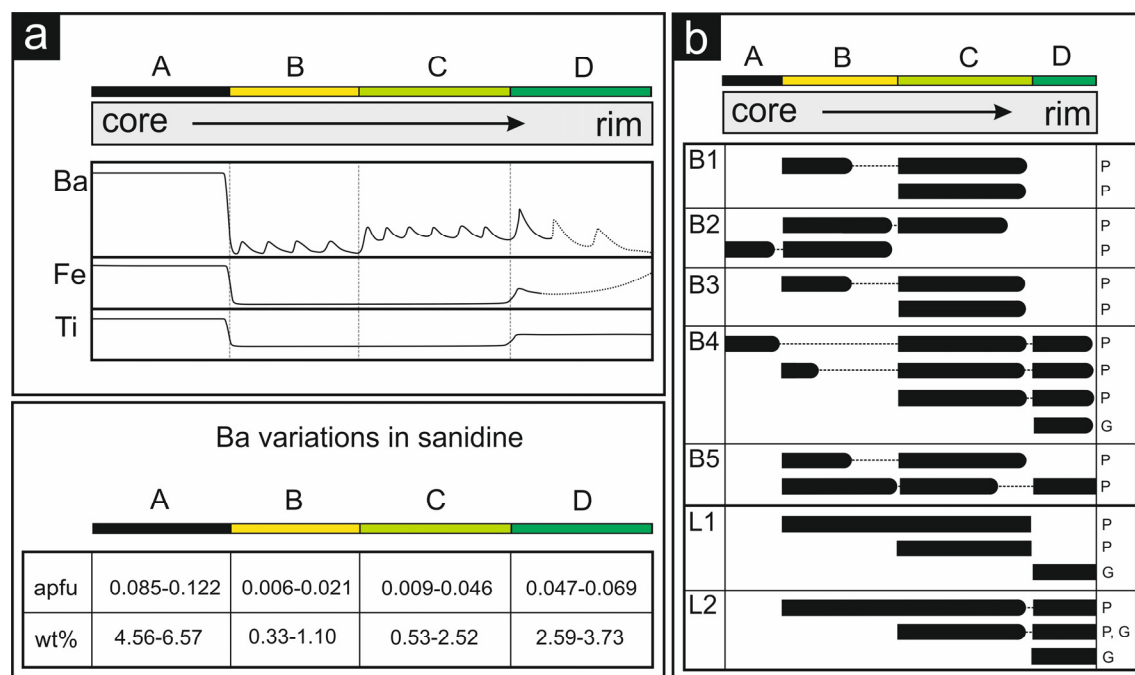 a
A B C D
core rim
Ba
Fe
Ti
Ba variations in sanidine
A B C D
apfu 0.085-0.122 0.006-0.021 0.009-0.046 0.047-0.069
wt% 4.56-6.57 0.33-1.10 0.53-2.52 2.59-3.73
b
A B C D
core rim
B1 P
P
B2 P
P
B3 P
P
B4 P
P
P
G
B5 P
P
L1 P
P
G
L2 P
P, G
G